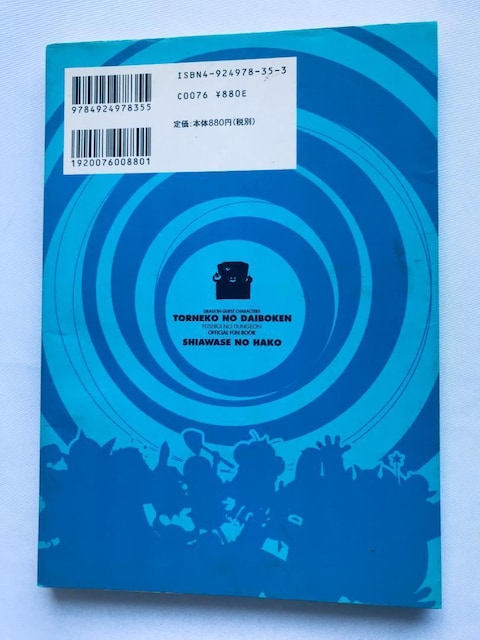 ISBN4-924978-35-3
C0076 ¥880E
定価:本体880円(税別)
9784924978355
1920076008801
DRAGON QUEST CHARACTERS
TORNEKO NO DAIBOKEN
FUSHIGI NO DUNGEON
OFFICIAL FUN BOOK
SHIAWASE NO HAKO